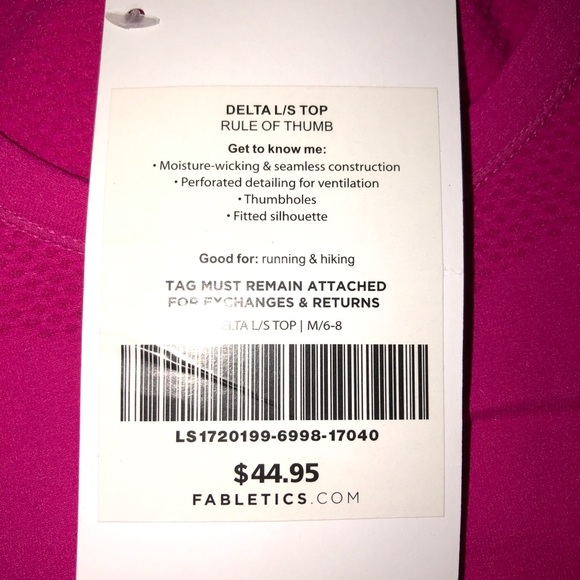 DELTA L/S TOP
RULE OF THUMB
Get to know me:
• Moisture-wicking & seamless construction
• Perforated detailing for ventilation
• Thumbholes
• Fitted silhouette
Good for: running & hiking
TAG MUST REMAIN ATTACHED
FOR EXCHANGES & RETURNS
DELTA L/S TOP | M/6-8
LS1720199-6998-17040
$44.95
FABLETICS.COM